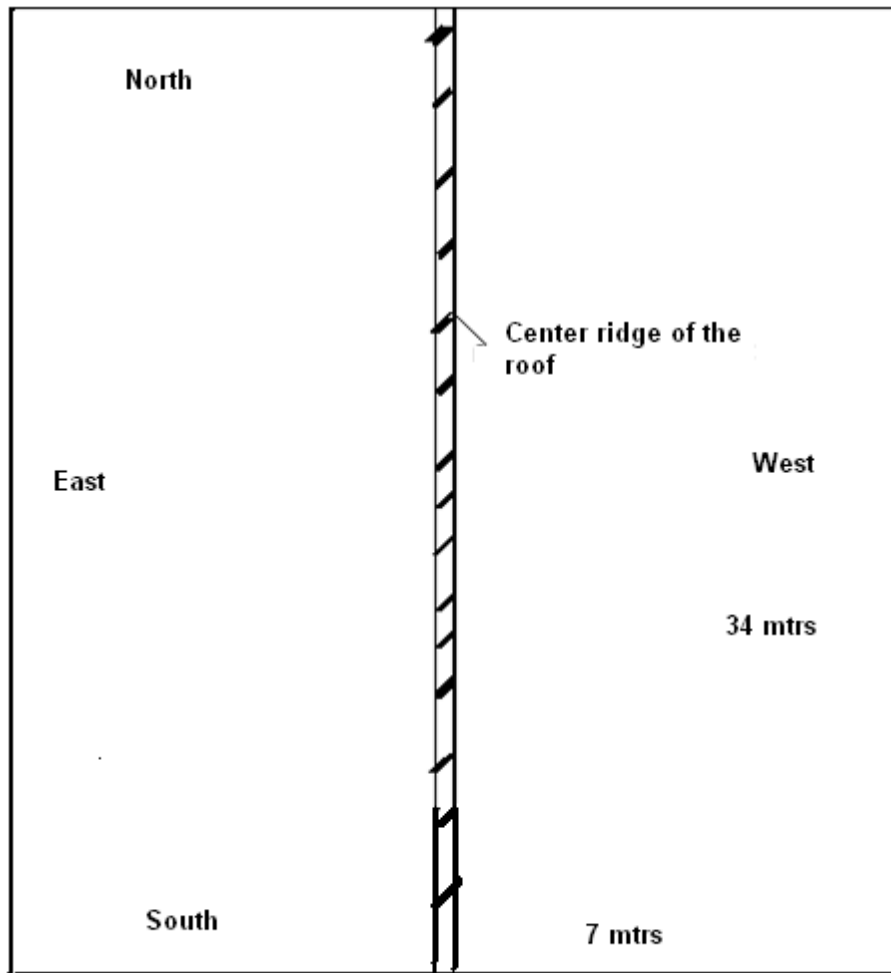 North
Center ridge of the
roof
West
East
34 mtrs
South
7 mtrs